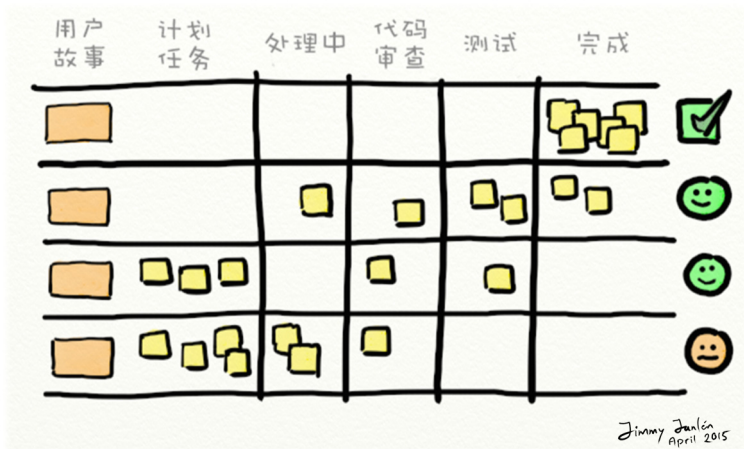 用户
故事
计划
任务
处理中
代码
审查
测试
完成
Jimmy Janlén
April 2015